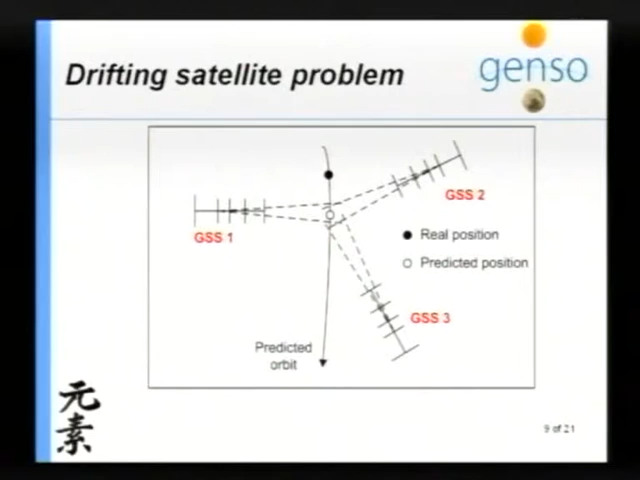 Drifting satellite problem
genso
GSS 2
GSS 1
Real position
Predicted position
GSS 3
Predicted
orbit
元
素
9 of 21